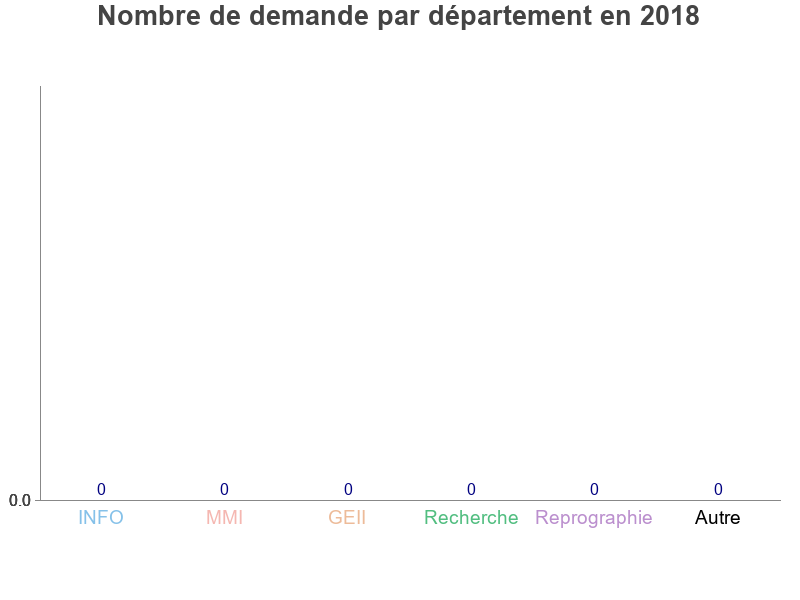 Nombre de demande par département en 2018
0 0 0 0 0 0
0.0
INFO MMI GEII Recherche Reprographie Autre